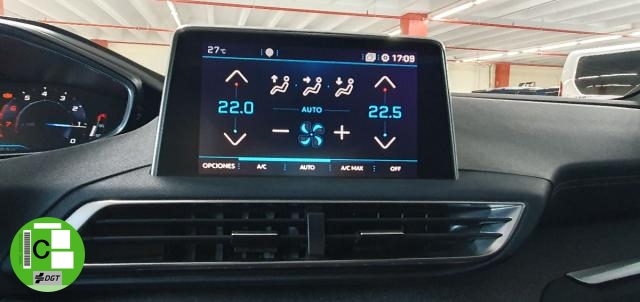 27°C 17:09
22.0 AUTO 22.5
OPCIONES A/C AUTO A/C MAX OFF
C
DGT